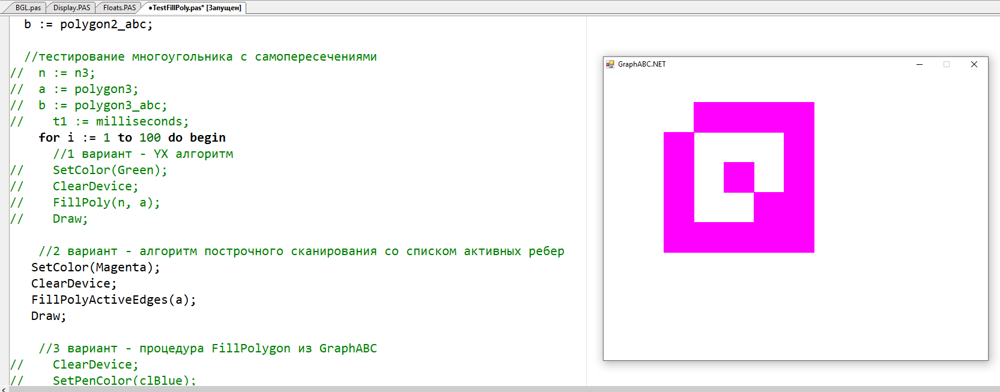 BGL.pas Display.PAS Floats.PAS •TestFillPoly.pas* [Запущен]
b := polygon2_abc;
//тестирование многоугольника с самопересечениями
// n := n3;
// a := polygon3;
// b := polygon3_abc;
// t1 := milliseconds;
for i := 1 to 100 do begin
//1 вариант - YX алгоритм
// SetColor(Green);
// ClearDevice;
// FillPoly(n, a);
// Draw;
//2 вариант - алгоритм построчного сканирования со списком активных ребер
SetColor(Magenta);
ClearDevice;
FillPolyActiveEdges(a);
Draw;
//3 вариант - процедура FillPolygon из GraphABC
// ClearDevice;
// SetPenColor(clBlue);
GraphABC.NET